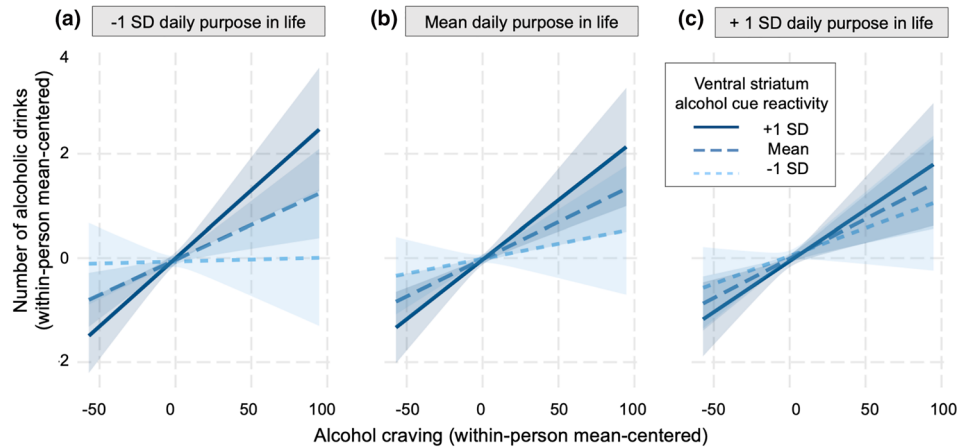 (a) -1 SD daily purpose in life
(b) Mean daily purpose in life
(c) + 1 SD daily purpose in life
Number of alcoholic drinks
(within-person mean-centered)
4
2
0
-2
Ventral striatum
alcohol cue reactivity
+1 SD
Mean
-1 SD
-50 0 50 100
-50 0 50 100
-50 0 50 100
Alcohol craving (within-person mean-centered)